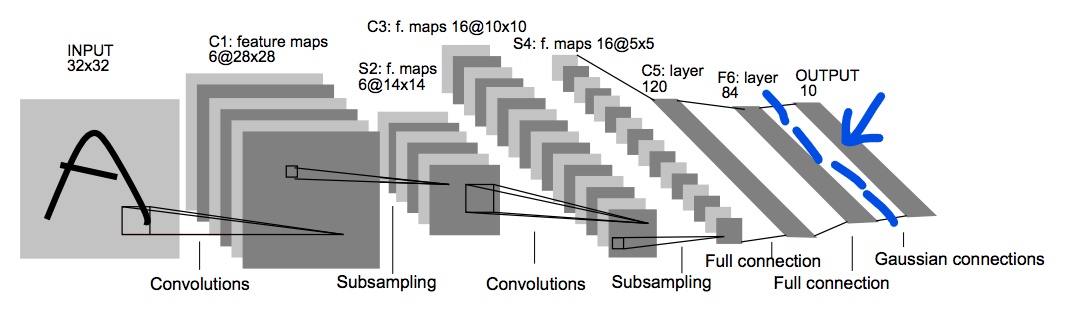 INPUT
32x32
C1: feature maps
6@28x28
S2: f. maps
6@14x14
C3: f. maps 16@10x10
S4: f. maps 16@5x5
C5: layer
120
F6: layer
84
OUTPUT
10
A
Convolutions
Subsampling
Convolutions
Subsampling
Full connection
Full connection
Gaussian connections